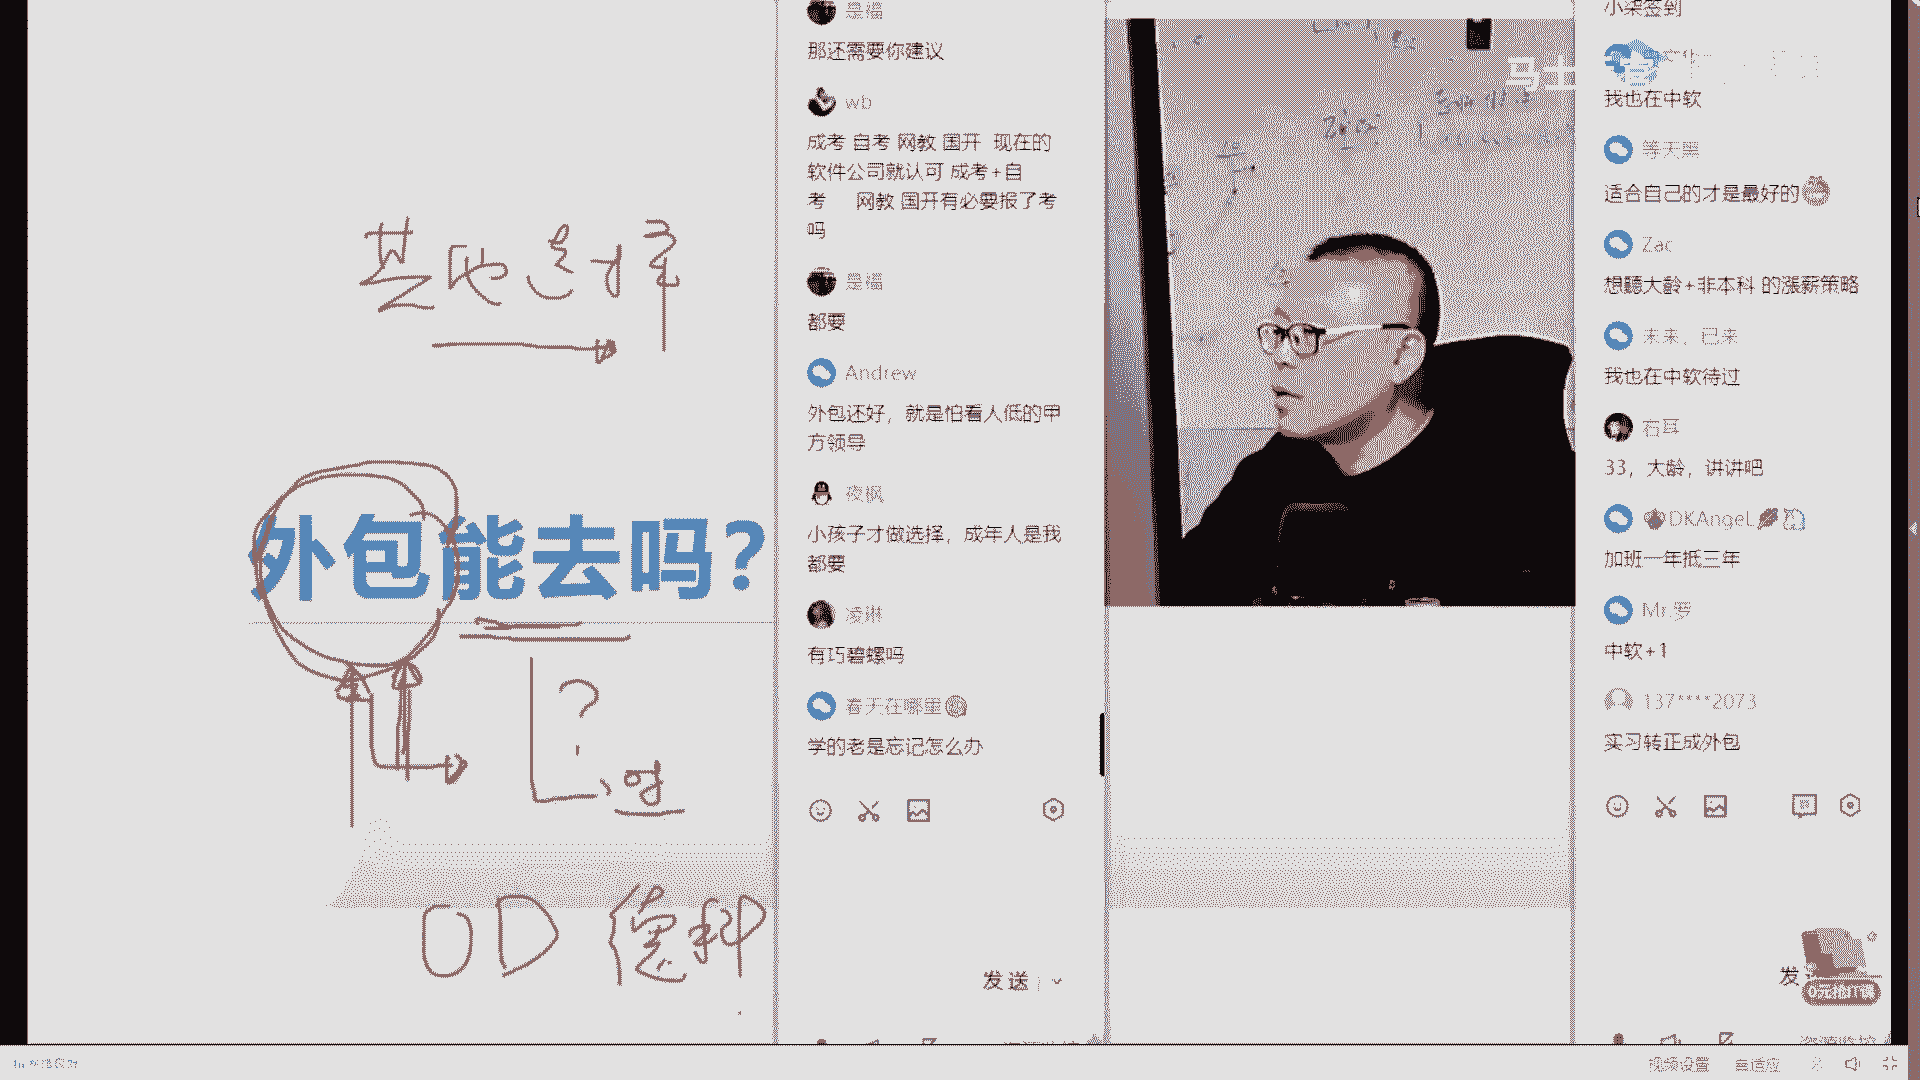 基地选择
外包能去吗?
OD 德科
是福
那还需要你建议
wb
成考 自考 网教 国开 现在的
软件公司就认可 成考+自
考 网教 国开有必要报了考
吗
是福
都要
Andrew
外包还好，就是怕看人低的甲
方领导
夜枫
小孩子才做选择，成年人是我
都要
凌琳
有巧碧螺吗
春天在哪里
学的老是忘记怎么办
发送
马士
小柒签到
我也在中软
等天黑
适合自己的才是最好的
Zac
想聽大齡+非本科 的漲薪策略
未来，已来
我也在中软待过
右耳
33，大龄，讲讲吧
DKAngeL
加班一年抵三年
Mr.罗
中软+1
137****2073
实习转正成外包
发
0元抢IT课
视频设置
自适应